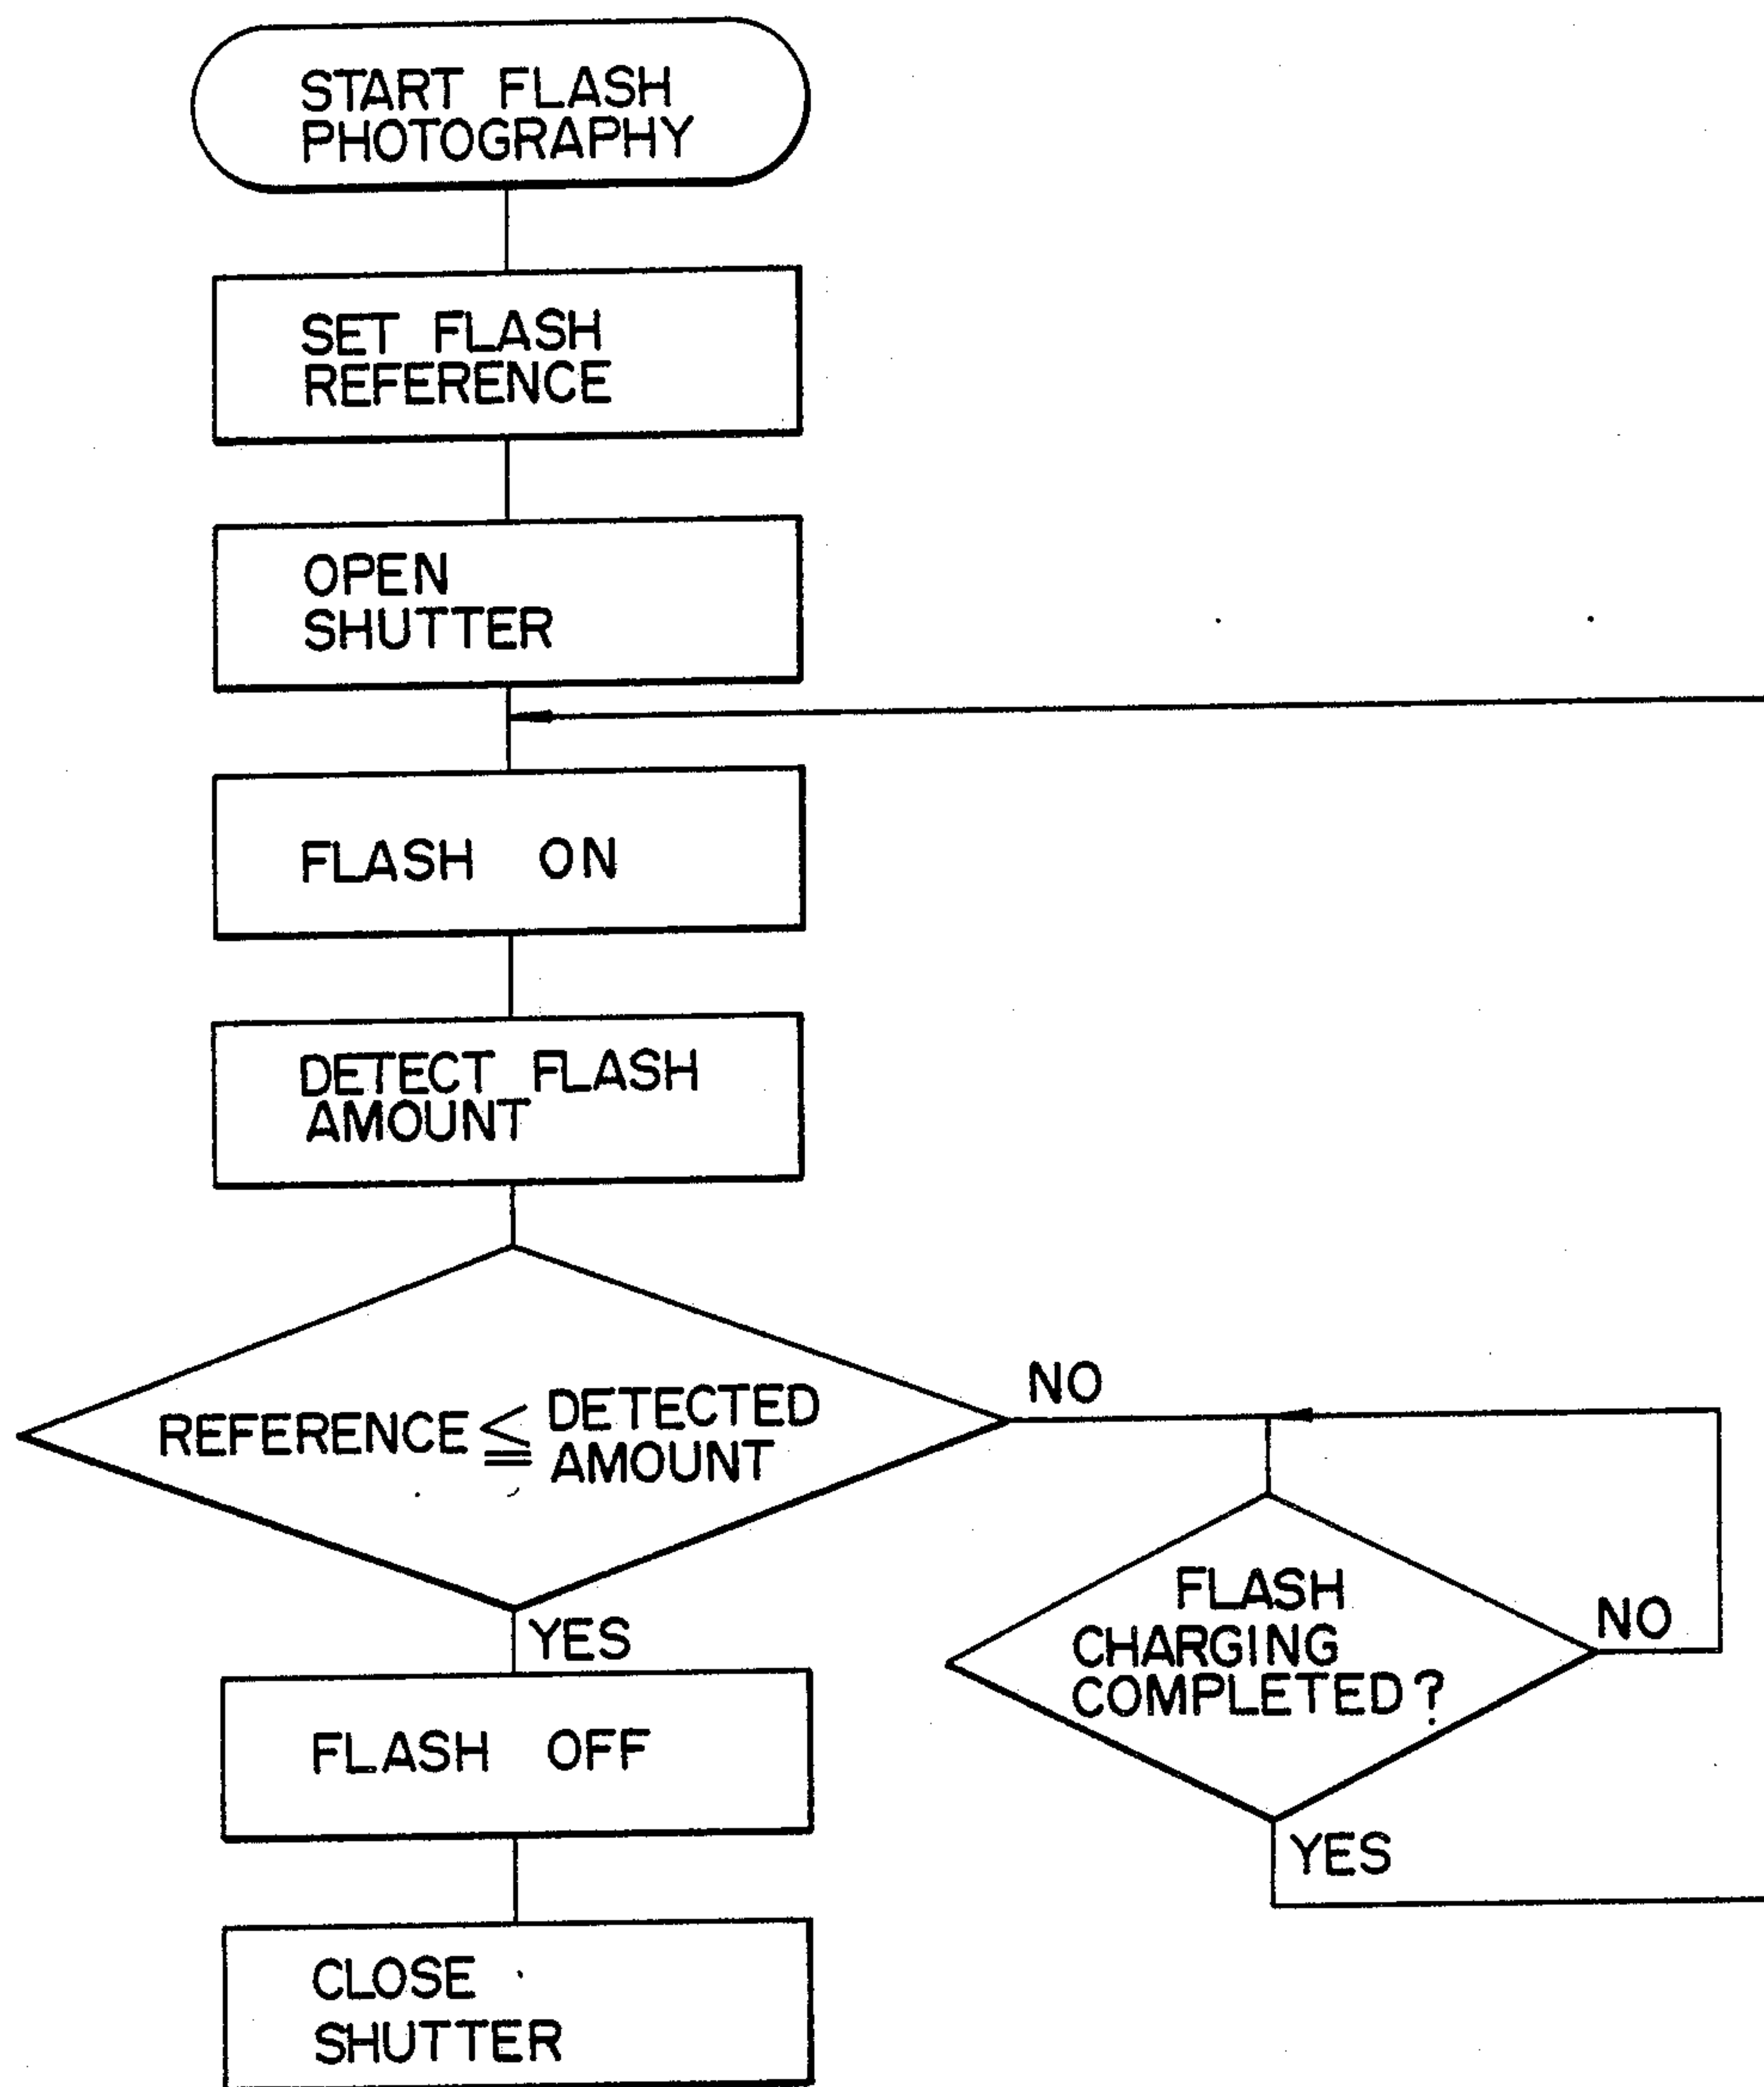 START FLASH
PHOTOGRAPHY
SET FLASH
REFERENCE
OPEN
SHUTTER
FLASH ON
DETECT FLASH
AMOUNT
REFERENCE ≦ DETECTED
AMOUNT
NO
YES
FLASH
CHARGING
COMPLETED?
NO
YES
FLASH OFF
CLOSE
SHUTTER